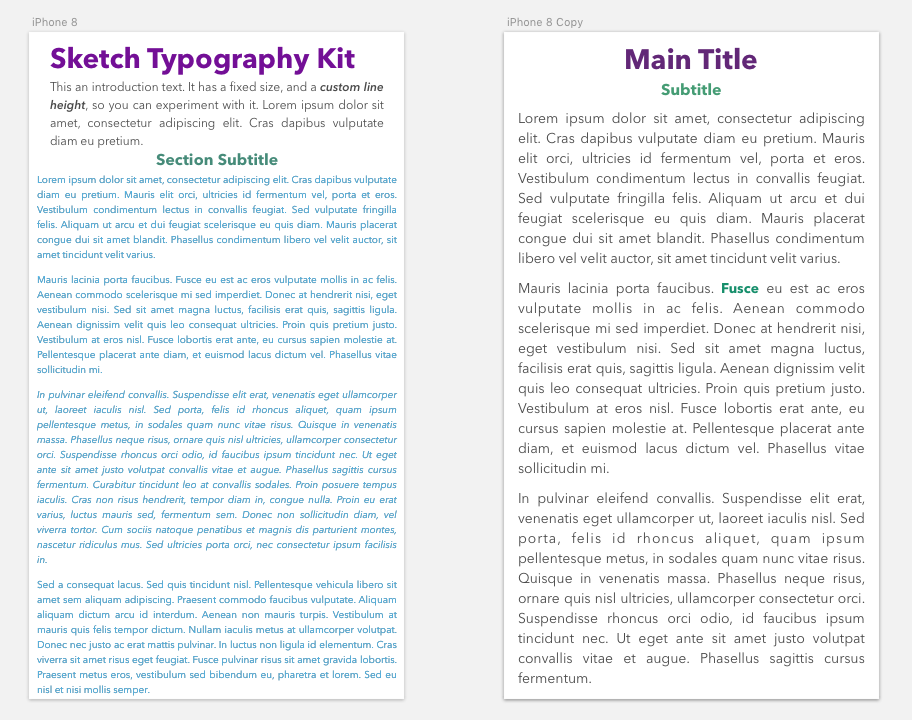 iPhone 8
Sketch Typography Kit
This an introduction text. It has a fixed size, and a custom line
height, so you can experiment with it. Lorem ipsum dolor sit
amet, consectetur adipiscing elit. Cras dapibus vulputate
diam eu pretium.
Section Subtitle
Lorem ipsum dolor sit amet, consectetur adipiscing elit. Cras dapibus vulputate
diam eu pretium. Mauris elit orci, ultricies id fermentum vel, porta et eros.
Vestibulum condimentum lectus in convallis feugiat. Sed vulputate fringilla
felis. Aliquam ut arcu et dui feugiat scelerisque eu quis diam. Mauris placerat
congue dui sit amet blandit. Phasellus condimentum libero vel velit auctor, sit
amet tincidunt velit varius.
Mauris lacinia porta faucibus. Fusce eu est ac eros vulputate mollis in ac felis.
Aenean commodo scelerisque mi sed imperdiet. Donec at hendrerit nisi, eget
vestibulum nisi. Sed sit amet magna luctus, facilisis erat quis, sagittis ligula.
Aenean dignissim velit quis leo consequat ultricies. Proin quis pretium justo.
Vestibulum at eros nisl. Fusce lobortis erat ante, eu cursus sapien molestie at.
Pellentesque placerat ante diam, et euismod lacus dictum vel. Phasellus vitae
sollicitudin mi.
In pulvinar eleifend convallis. Suspendisse elit erat, venenatis eget ullamcorper
ut, laoreet iaculis nisl. Sed porta, felis id rhoncus aliquet, quam ipsum
pellentesque metus, in sodales quam nunc vitae risus. Quisque in venenatis
massa. Phasellus neque risus, ornare quis nisl ultricies, ullamcorper consectetur
orci. Suspendisse rhoncus orci odio, id faucibus ipsum tincidunt nec. Ut eget
ante sit amet justo volutpat convallis vitae et augue. Phasellus sagittis cursus
fermentum. Curabitur tincidunt leo at convallis sodales. Proin posuere tempus
iaculis. Cras non risus hendrerit, tempor diam in, congue nulla. Proin eu erat
varius, luctus mauris sed, fermentum sem. Donec non sollicitudin diam, vel
viverra tortor. Cum sociis natoque penatibus et magnis dis parturient montes,
nascetur ridiculus mus. Sed ultricies porta orci, nec consectetur ipsum facilisis
in.
Sed a consequat lacus. Sed quis tincidunt nisl. Pellentesque vehicula libero sit
amet sem aliquam adipiscing. Praesent commodo faucibus vulputate. Aliquam
aliquam dictum arcu id interdum. Aenean non mauris turpis. Vestibulum at
mauris quis felis tempor dictum. Nullam iaculis metus at ullamcorper volutpat.
Donec nec justo ac erat mattis pulvinar. In luctus non ligula id elementum. Cras
viverra sit amet risus eget feugiat. Fusce pulvinar risus sit amet gravida lobortis.
Praesent metus eros, vestibulum sed bibendum eu, pharetra et lorem. Sed eu
nisl et nisi mollis semper.
iPhone 8 Copy
Main Title
Subtitle
Lorem ipsum dolor sit amet, consectetur adipiscing
elit. Cras dapibus vulputate diam eu pretium. Mauris
elit orci, ultricies id fermentum vel, porta et eros.
Vestibulum condimentum lectus in convallis feugiat.
Sed vulputate fringilla felis. Aliquam ut arcu et dui
feugiat scelerisque eu quis diam. Mauris placerat
congue dui sit amet blandit. Phasellus condimentum
libero vel velit auctor, sit amet tincidunt velit varius.
Mauris lacinia porta faucibus. Fusce eu est ac eros
vulputate mollis in ac felis. Aenean commodo
scelerisque mi sed imperdiet. Donec at hendrerit nisi,
eget vestibulum nisi. Sed sit amet magna luctus,
facilisis erat quis, sagittis ligula. Aenean dignissim velit
quis leo consequat ultricies. Proin quis pretium justo.
Vestibulum at eros nisl. Fusce lobortis erat ante, eu
cursus sapien molestie at. Pellentesque placerat ante
diam, et euismod lacus dictum vel. Phasellus vitae
sollicitudin mi.
In pulvinar eleifend convallis. Suspendisse elit erat,
venenatis eget ullamcorper ut, laoreet iaculis nisl. Sed
porta, felis id rhoncus aliquet, quam ipsum
pellentesque metus, in sodales quam nunc vitae risus.
Quisque in venenatis massa. Phasellus neque risus,
ornare quis nisl ultricies, ullamcorper consectetur orci.
Suspendisse rhoncus orci odio, id faucibus ipsum
tincidunt nec. Ut eget ante sit amet justo volutpat
convallis vitae et augue. Phasellus sagittis cursus
fermentum.